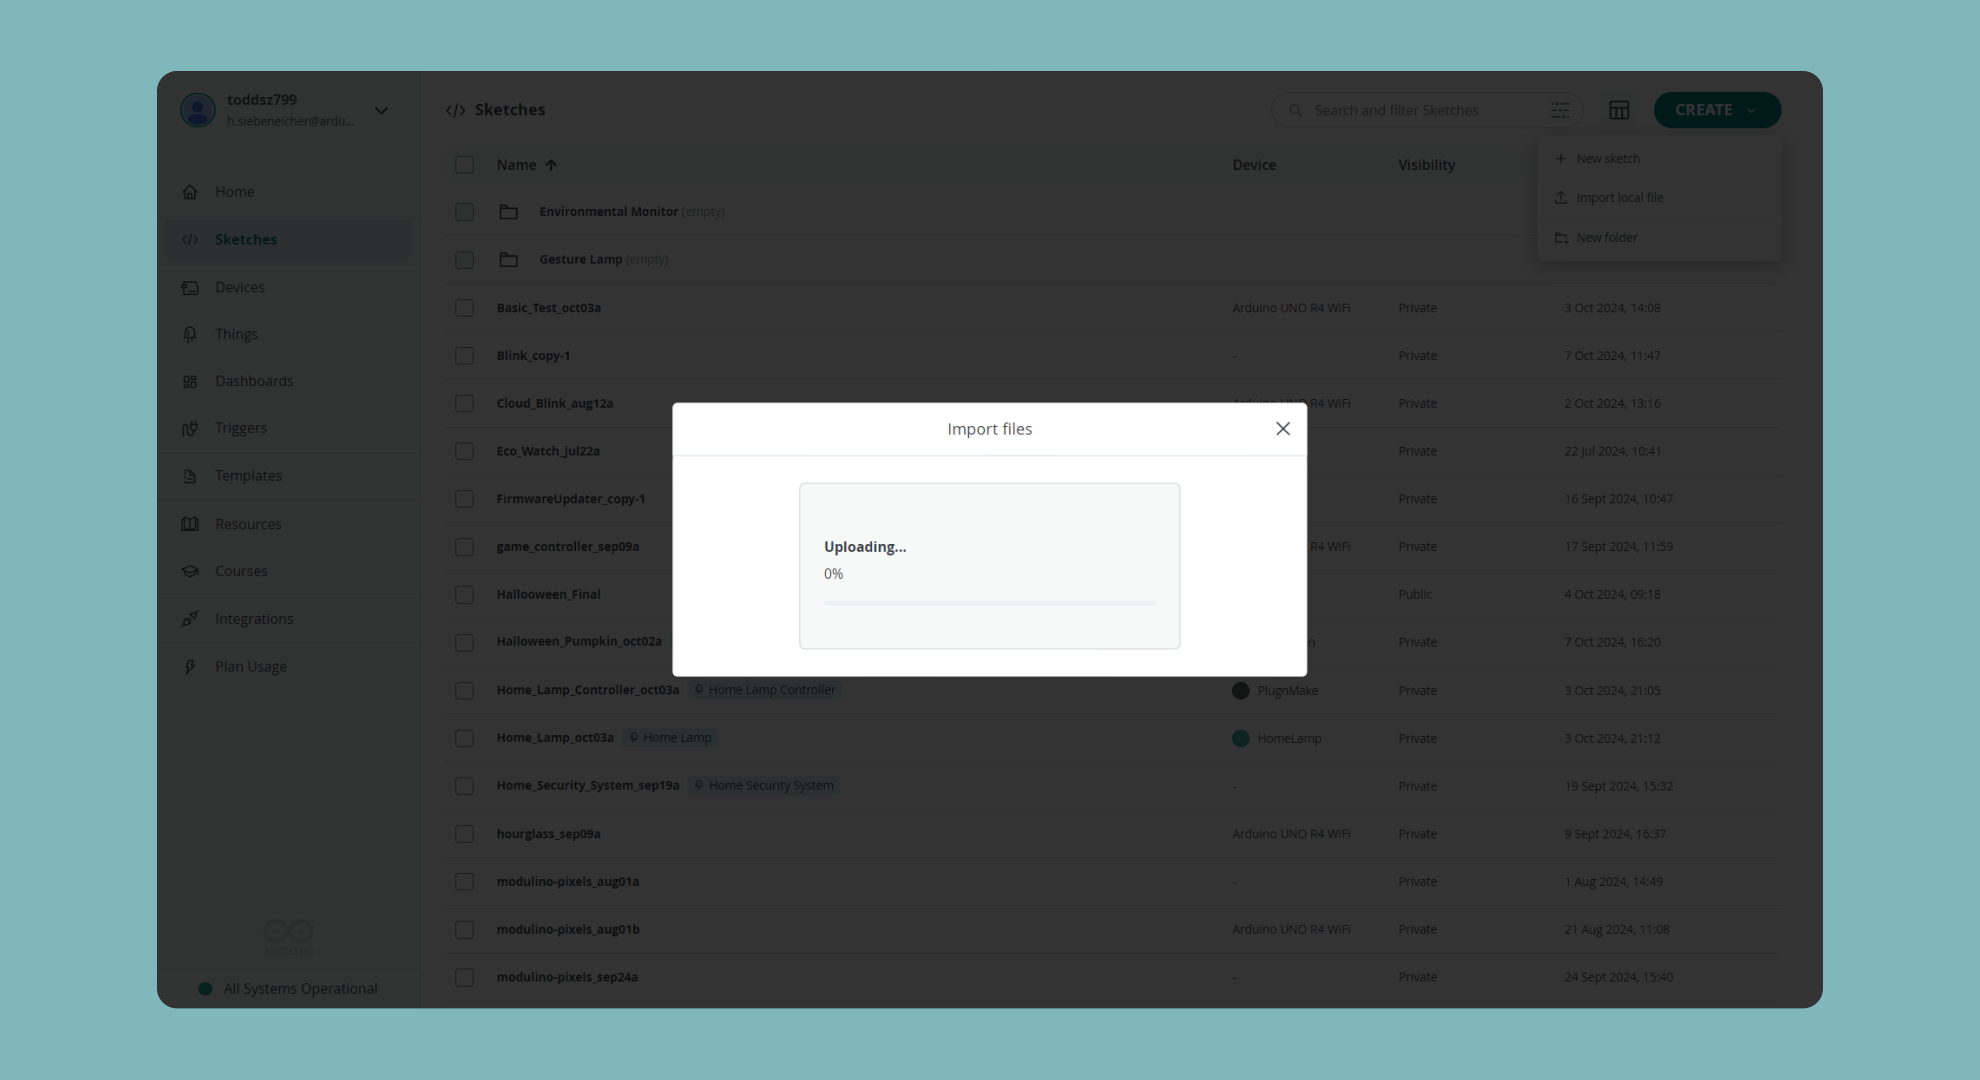 toddsz799
h.siebeneicher@ardu...
Home
Sketches
Devices
Things
Dashboards
Triggers
Templates
Resources
Courses
Integrations
Plan Usage
All Systems Operational
Sketches
Search and filter Sketches
CREATE
New sketch
Import local file
New folder
Name Device Visibility
Environmental Monitor (empty)
Gesture Lamp (empty)
Basic_Test_oct03a Arduino UNO R4 WiFi Private 3 Oct 2024, 14:08
Blink_copy-1 - Private 7 Oct 2024, 11:47
Cloud_Blink_aug12a Arduino UNO R4 WiFi Private 2 Oct 2024, 13:16
Eco_Watch_jul22a Private 22 Jul 2024, 10:41
FirmwareUpdater_copy-1 Private 16 Sept 2024, 10:47
game_controller_sep09a R4 WiFi Private 17 Sept 2024, 11:59
Hallooween_Final Public 4 Oct 2024, 09:18
Halloween_Pumpkin_oct02a n Private 7 Oct 2024, 16:20
Home_Lamp_Controller_oct03a Home Lamp Controller PlugnMake Private 3 Oct 2024, 21:05
Home_Lamp_oct03a Home Lamp HomeLamp Private 3 Oct 2024, 21:12
Home_Security_System_sep19a Home Security System - Private 19 Sept 2024, 15:32
hourglass_sep09a Arduino UNO R4 WiFi Private 9 Sept 2024, 16:37
modulino-pixels_aug01a - Private 1 Aug 2024, 14:49
modulino-pixels_aug01b Arduino UNO R4 WiFi Private 21 Aug 2024, 11:08
modulino-pixels_sep24a - Private 24 Sept 2024, 15:40
Import files
Uploading...
0%